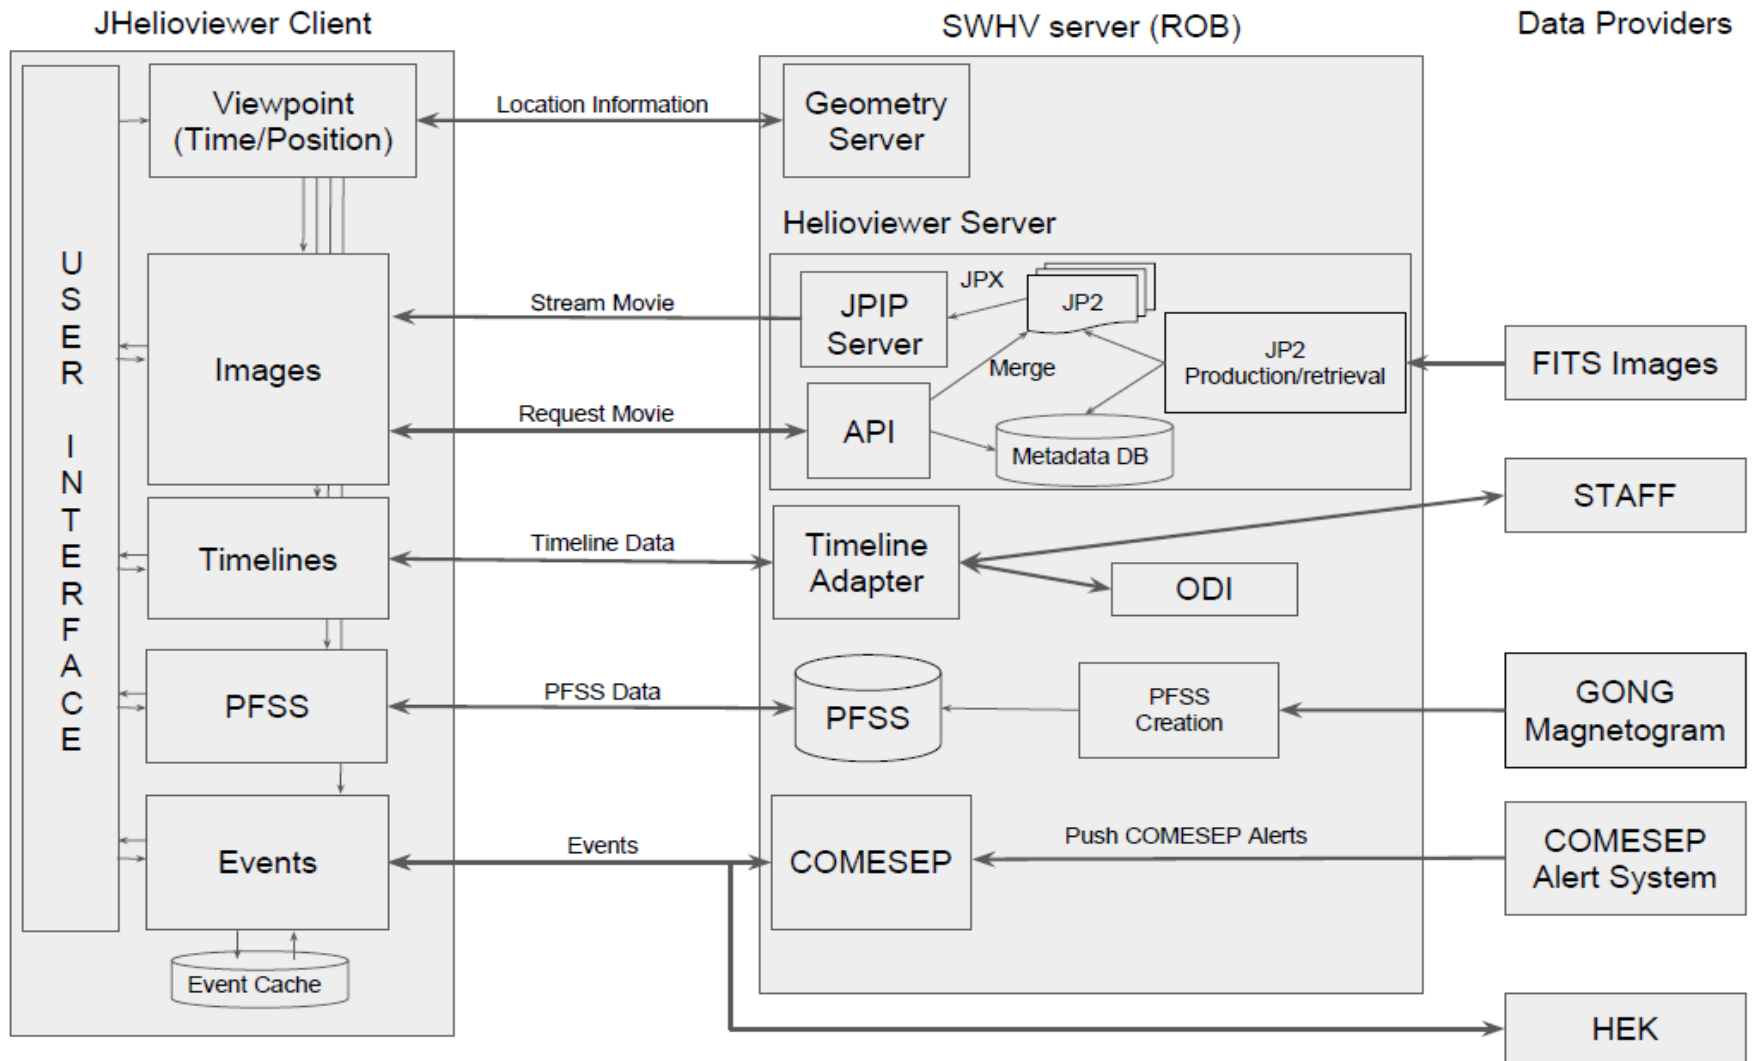 JHelioviewer Client
SWHV server (ROB)
Data Providers
USER INTERFACE
Viewpoint
(Time/Position)
Location Information
Geometry
Server
Helioviewer Server
Images
Stream Movie
JPIP
Server
JPX
JP2
Merge
JP2
Production/retrieval
FITS Images
Request Movie
API
Metadata DB
STAFF
Timelines
Timeline Data
Timeline
Adapter
ODI
PFSS
PFSS Data
PFSS
PFSS
Creation
GONG
Magnetogram
Events
Events
COMESEP
Push COMESEP Alerts
COMESEP
Alert System
Event Cache
HEK